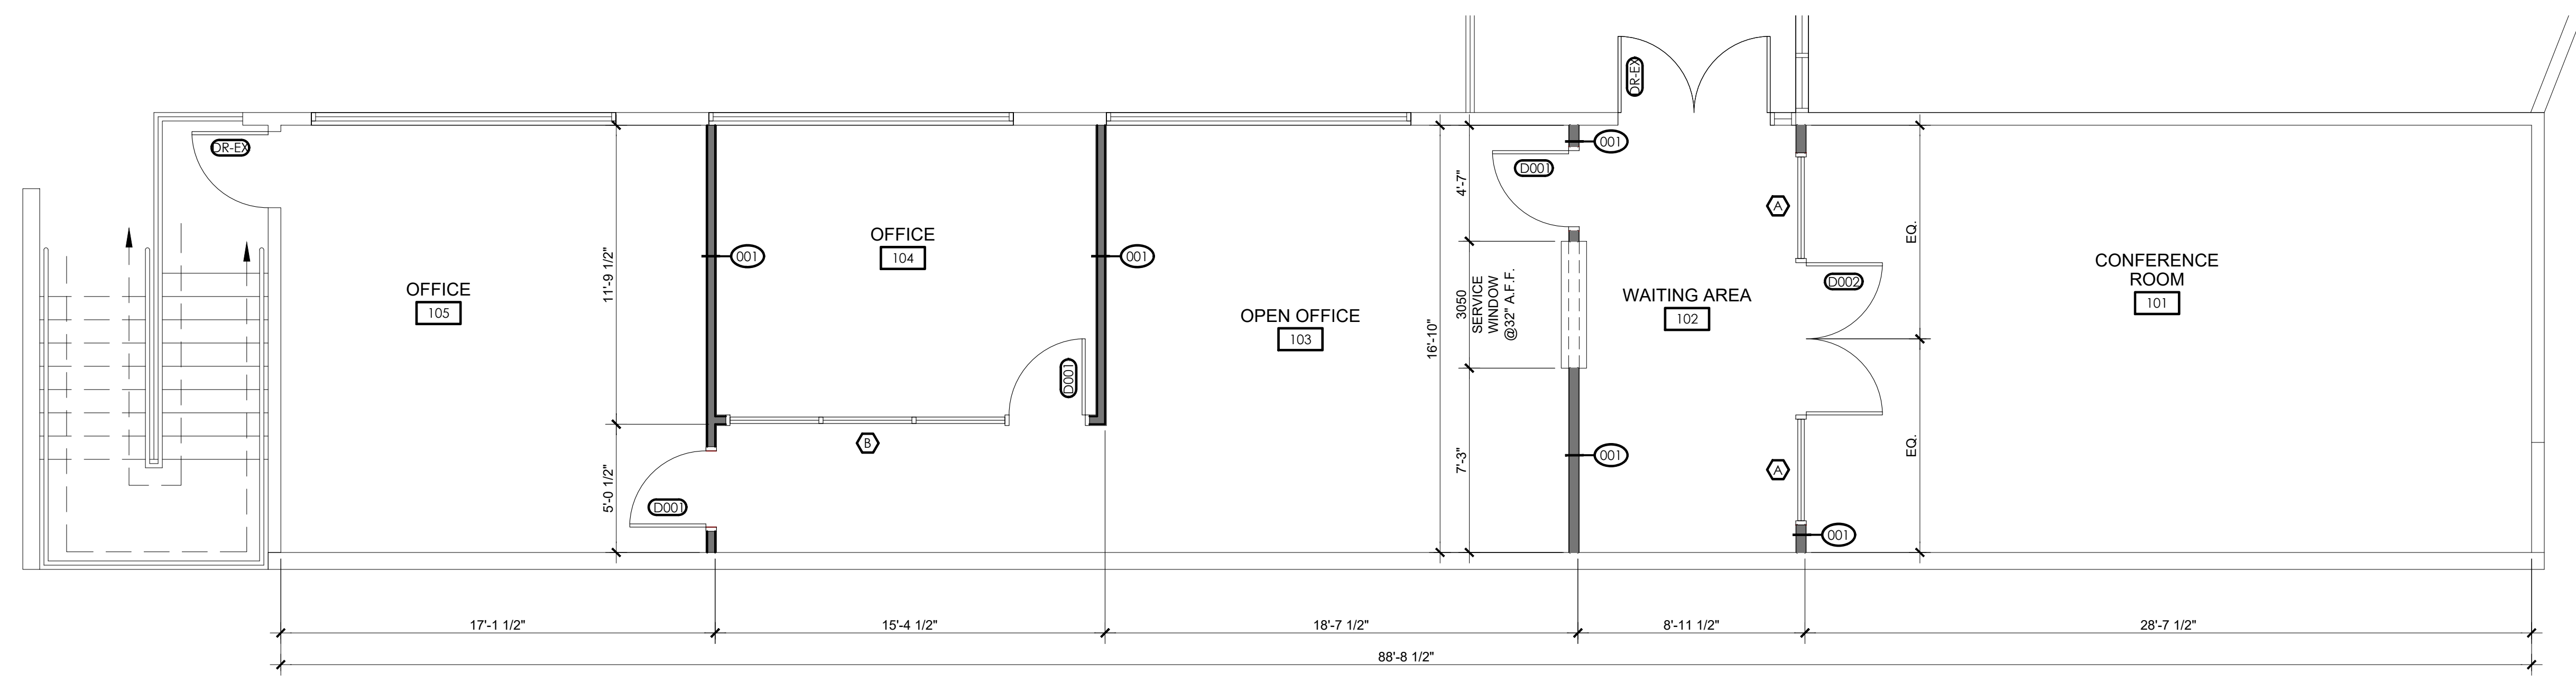 DR-EX
DR-EX
001
D001
4'-7"
A
EQ.
OFFICE
104
001
001
11'-9 1/2"
OFFICE
105
OPEN OFFICE
103
16'-10"
3050
SERVICE
WINDOW
@32" A.F.F.
WAITING AREA
102
D002
CONFERENCE
ROOM
101
D001
B
5'-0 1/2"
D001
7'-3"
001
A
EQ.
001
17'-1 1/2"
15'-4 1/2"
18'-7 1/2"
8'-11 1/2"
28'-7 1/2"
88'-8 1/2"